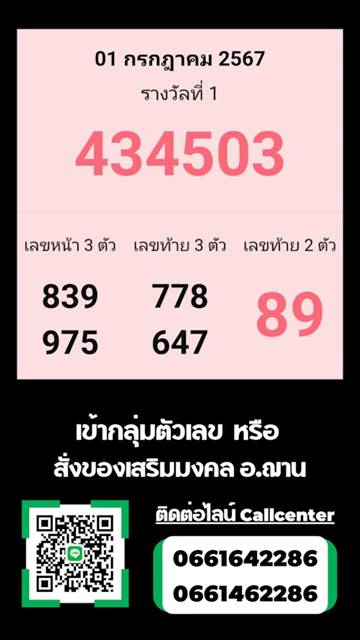 01 กรกฎาคม 2567
รางวัลที่ 1
434503
เลขหน้า 3 ตัว เลขท้าย 3 ตัว เลขท้าย 2 ตัว
839 778 89
975 647
เข้ากลุ่มตัวเลข หรือ
สั่งของเสริมมงคล อ.ฌาน
ติดต่อไลน์ Callcenter
0661642286
0661462286